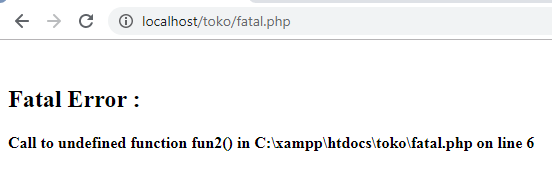 localhost/toko/fatal.php
Fatal Error :
Call to undefined function fun2() in C:\xampp\htdocs\toko\fatal.php on line 6